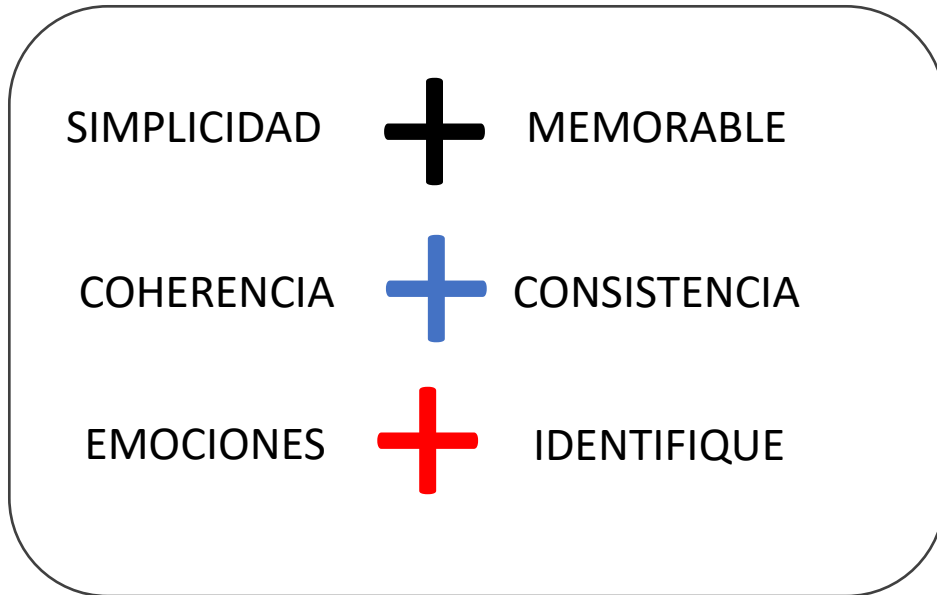 SIMPLICIDAD MEMORABLE
COHERENCIA CONSISTENCIA
EMOCIONES IDENTIFIQUE